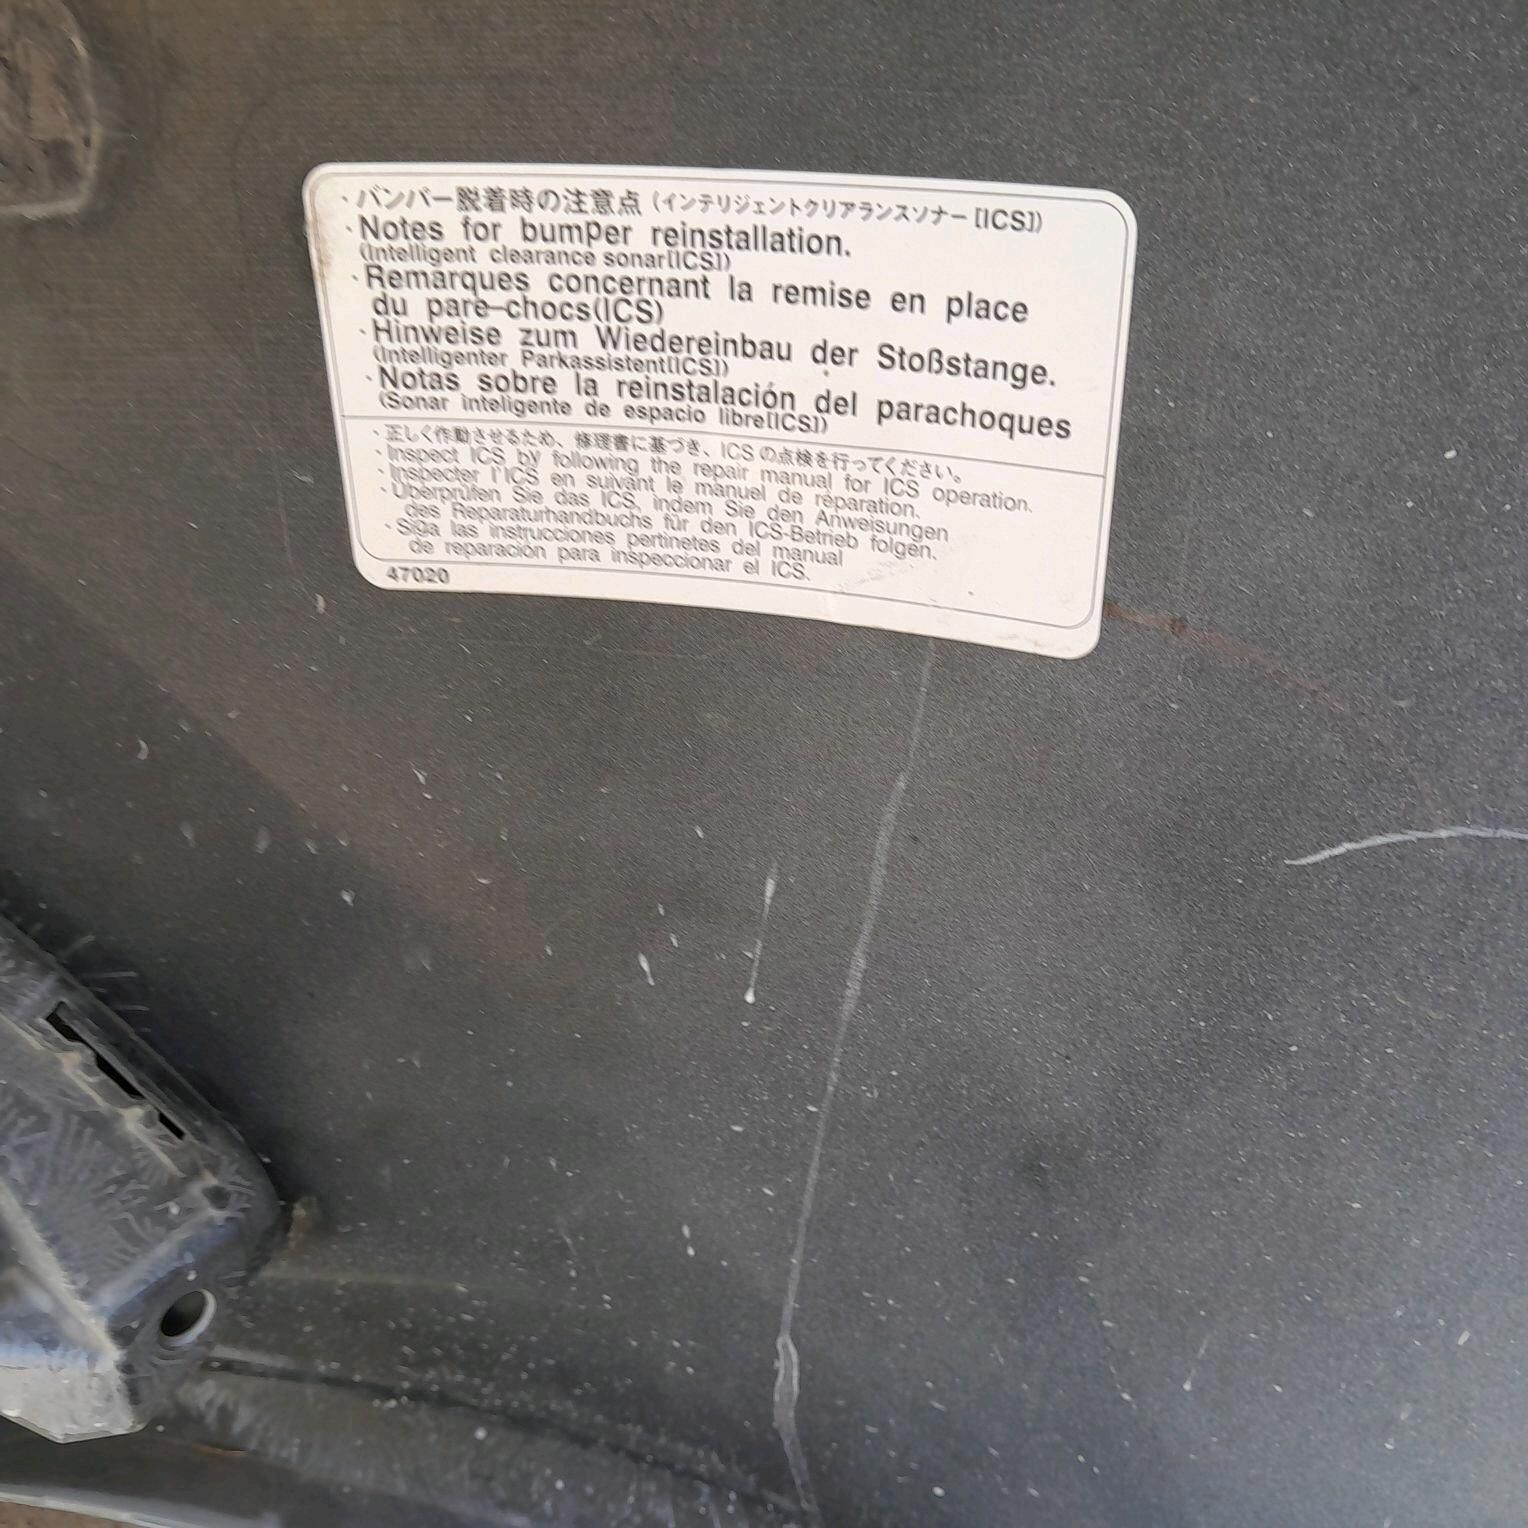 ・バンパー脱着時の注意点（インテリジェントクリアランスソナー[ICS]）
・Notes for bumper reinstallation.
(Intelligent clearance sonar[ICS])
・Remarques concernant la remise en place
du pare-chocs(ICS)
・Hinweise zum Wiedereinbau der Stoßstange.
(Intelligenter Parkassistent[ICS])
・Notas sobre la reinstalación del parachoques
(Sonar inteligente de espacio libre[ICS])
・正しく作動させるため、修理書に基づき、ICSの点検を行ってください。
・Inspect ICS by following the repair manual for ICS operation.
・Inspecter l'ICS en suivant le manuel de réparation.
・Überprüfen Sie das ICS, indem Sie den Anweisungen
des Reparaturhandbuchs für den ICS-Betrieb folgen.
・Siga las instrucciones pertinetes del manual
de reparación para inspeccionar el ICS.
47020